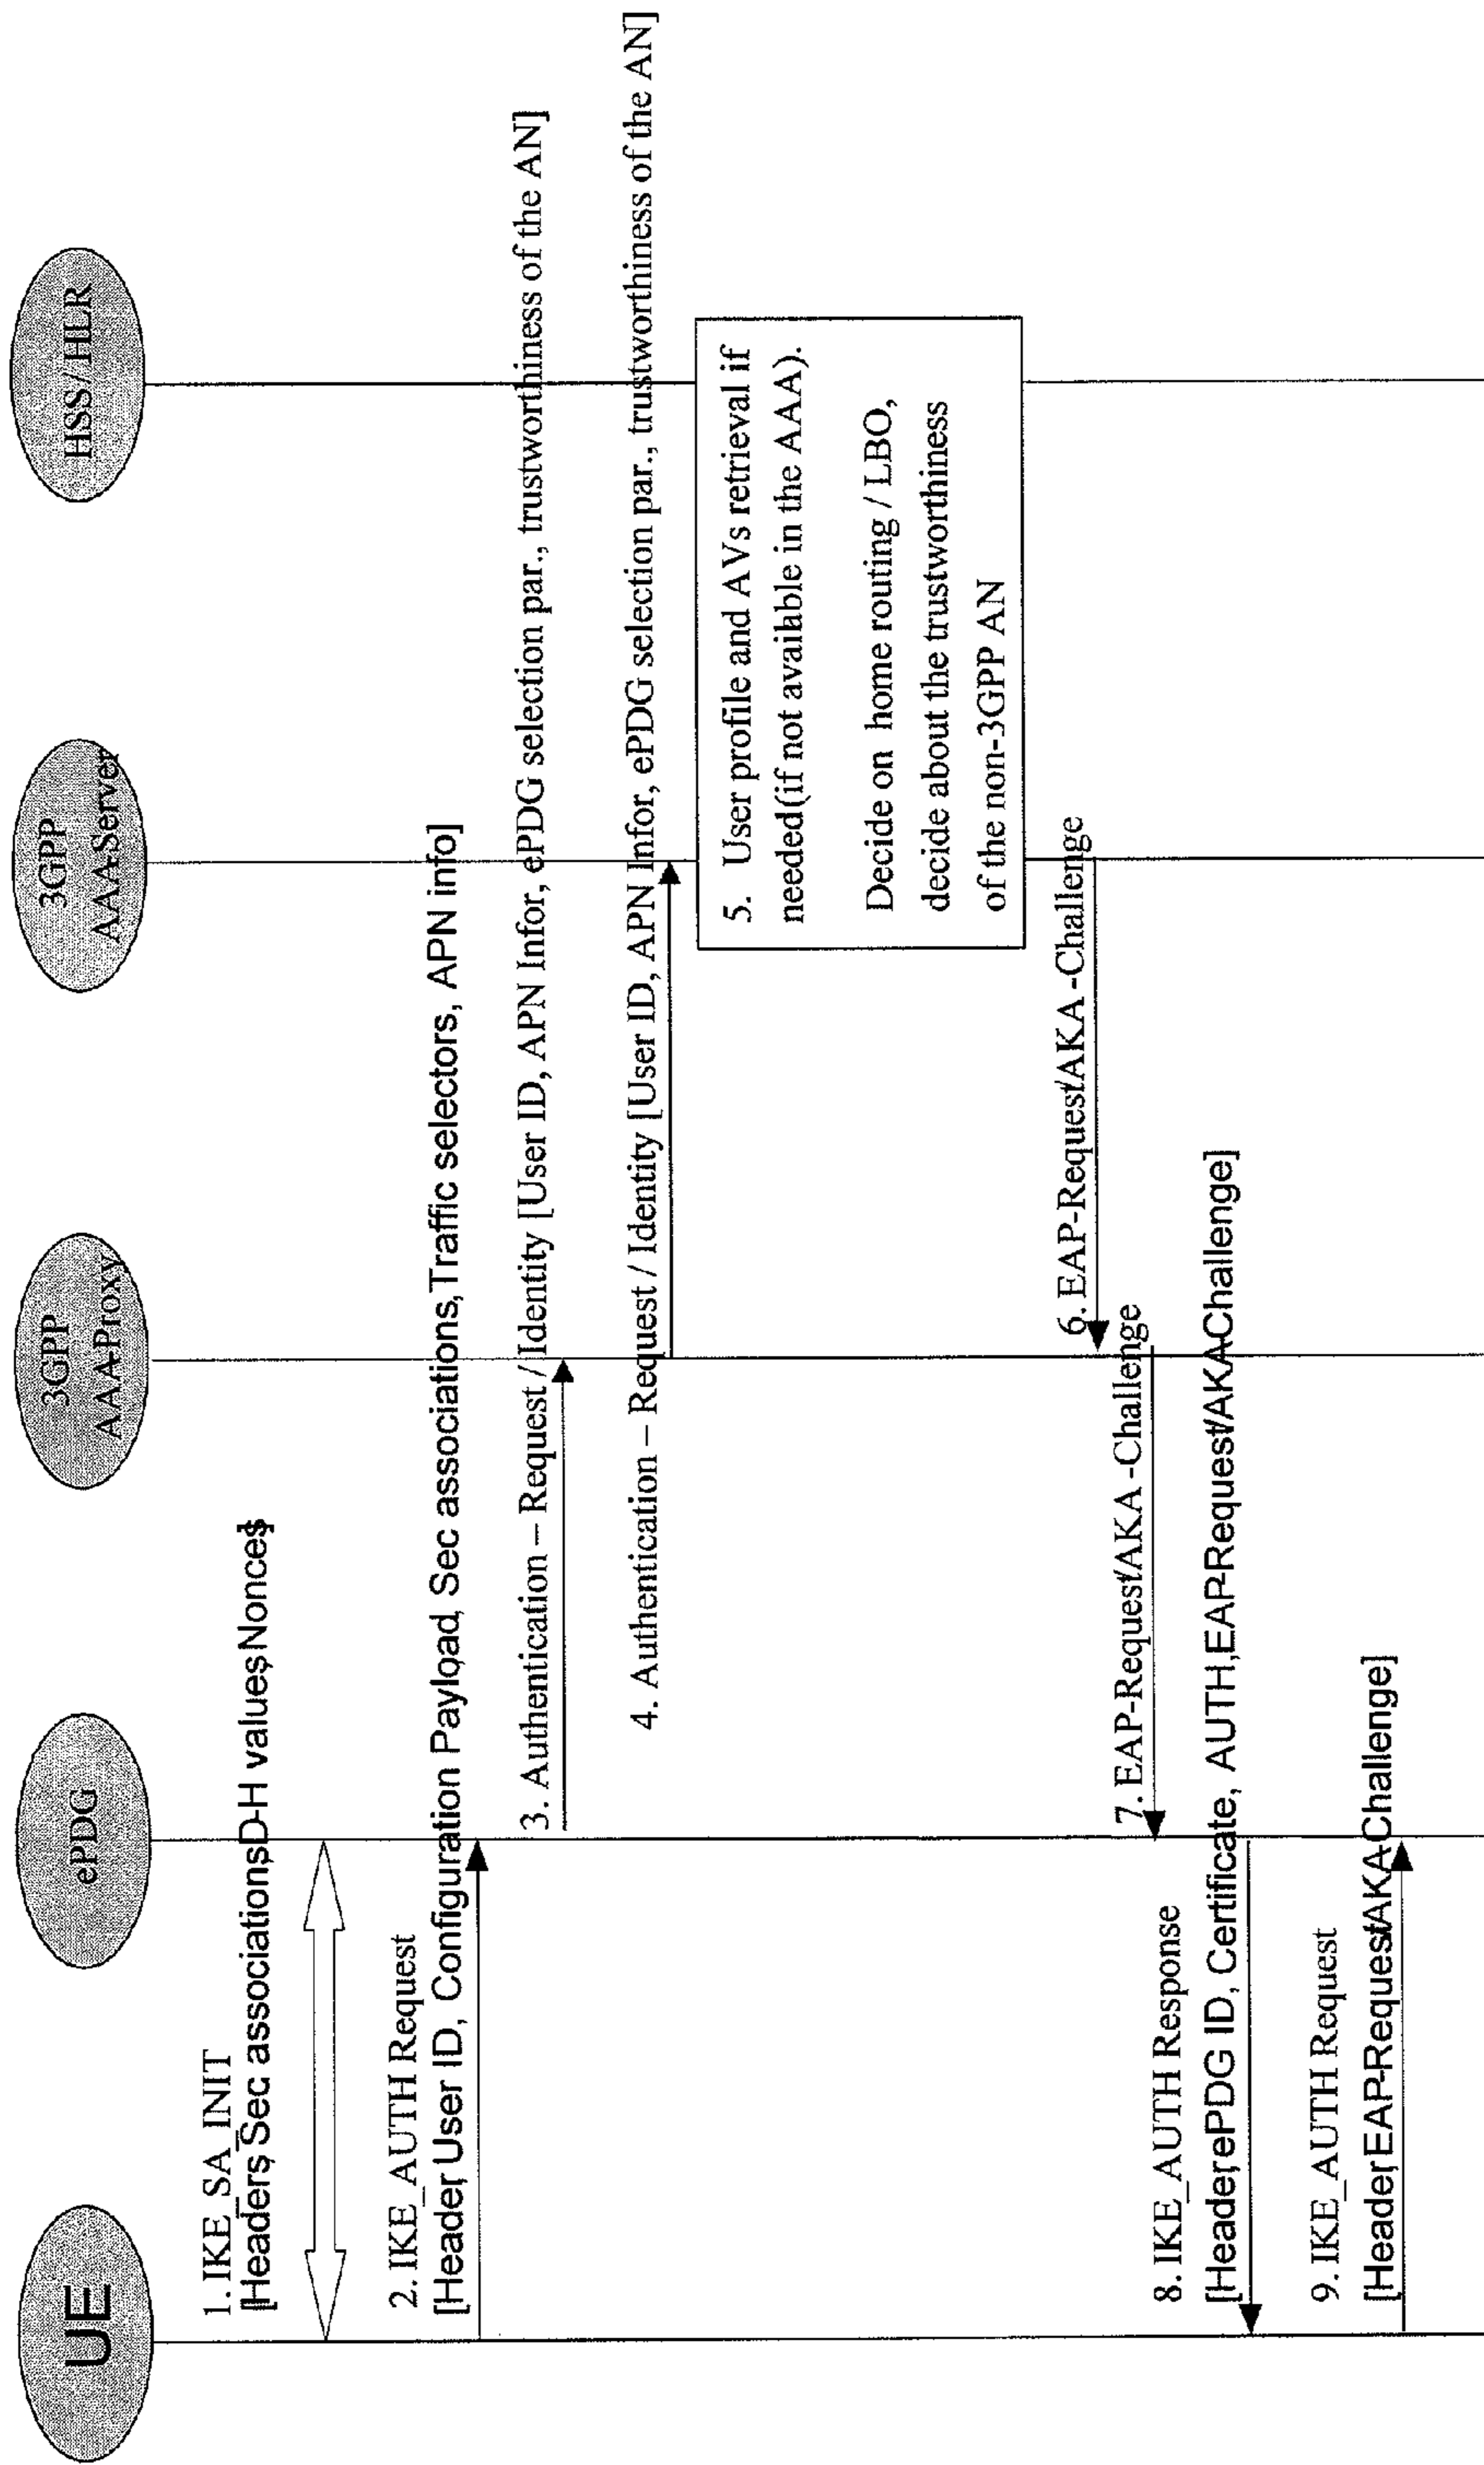 UE
ePDG
3GPP
AAA-Proxy
3GPP
AAA-Server
HSS / HLR
1. IKE_SA_INIT
[Headers, Sec associations, D-H values, Nonces]
2. IKE_AUTH Request
[Header, User ID, Configuration Payload, Sec associations, Traffic selectors, APN info]
3. Authentication – Request / Identity [User ID, APN Infor, ePDG selection par., trustworthiness of the AN]
4. Authentication – Request / Identity [User ID, APN Infor, ePDG selection par., trustworthiness of the AN]
5. User profile and AVs retrieval if
needed(if not available in the AAA).
Decide on home routing / LBO,
decide about the trustworthiness
of the non-3GPP AN
6. EAP-Request/AKA -Challenge
7. EAP-Request/AKA -Challenge
8. IKE_AUTH Response
[Header, ePDG ID, Certificate, AUTH, EAP-Request/AKA-Challenge]
9. IKE_AUTH Request
[Header, EAP-Request/AKA-Challenge]